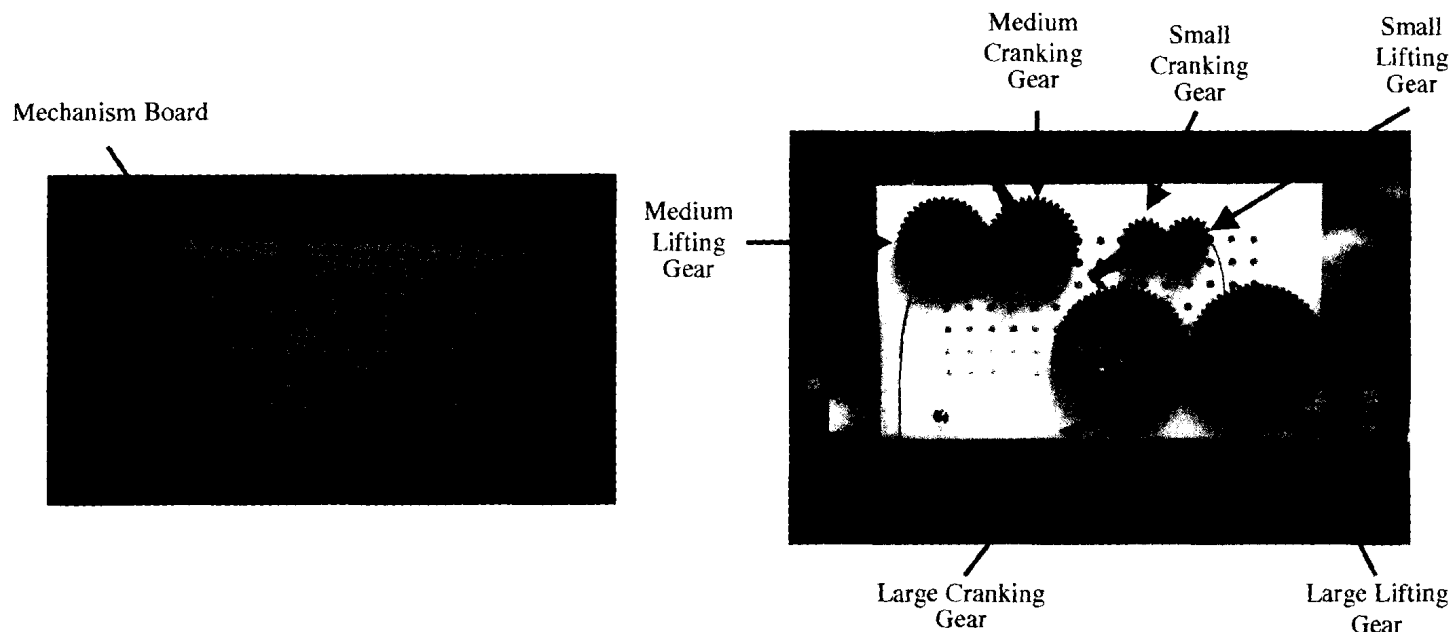 Mechanism Board
Medium
Lifting
Gear
Medium
Cranking
Gear
Small
Cranking
Gear
Small
Lifting
Gear
Large Cranking
Gear
Large Lifting
Gear